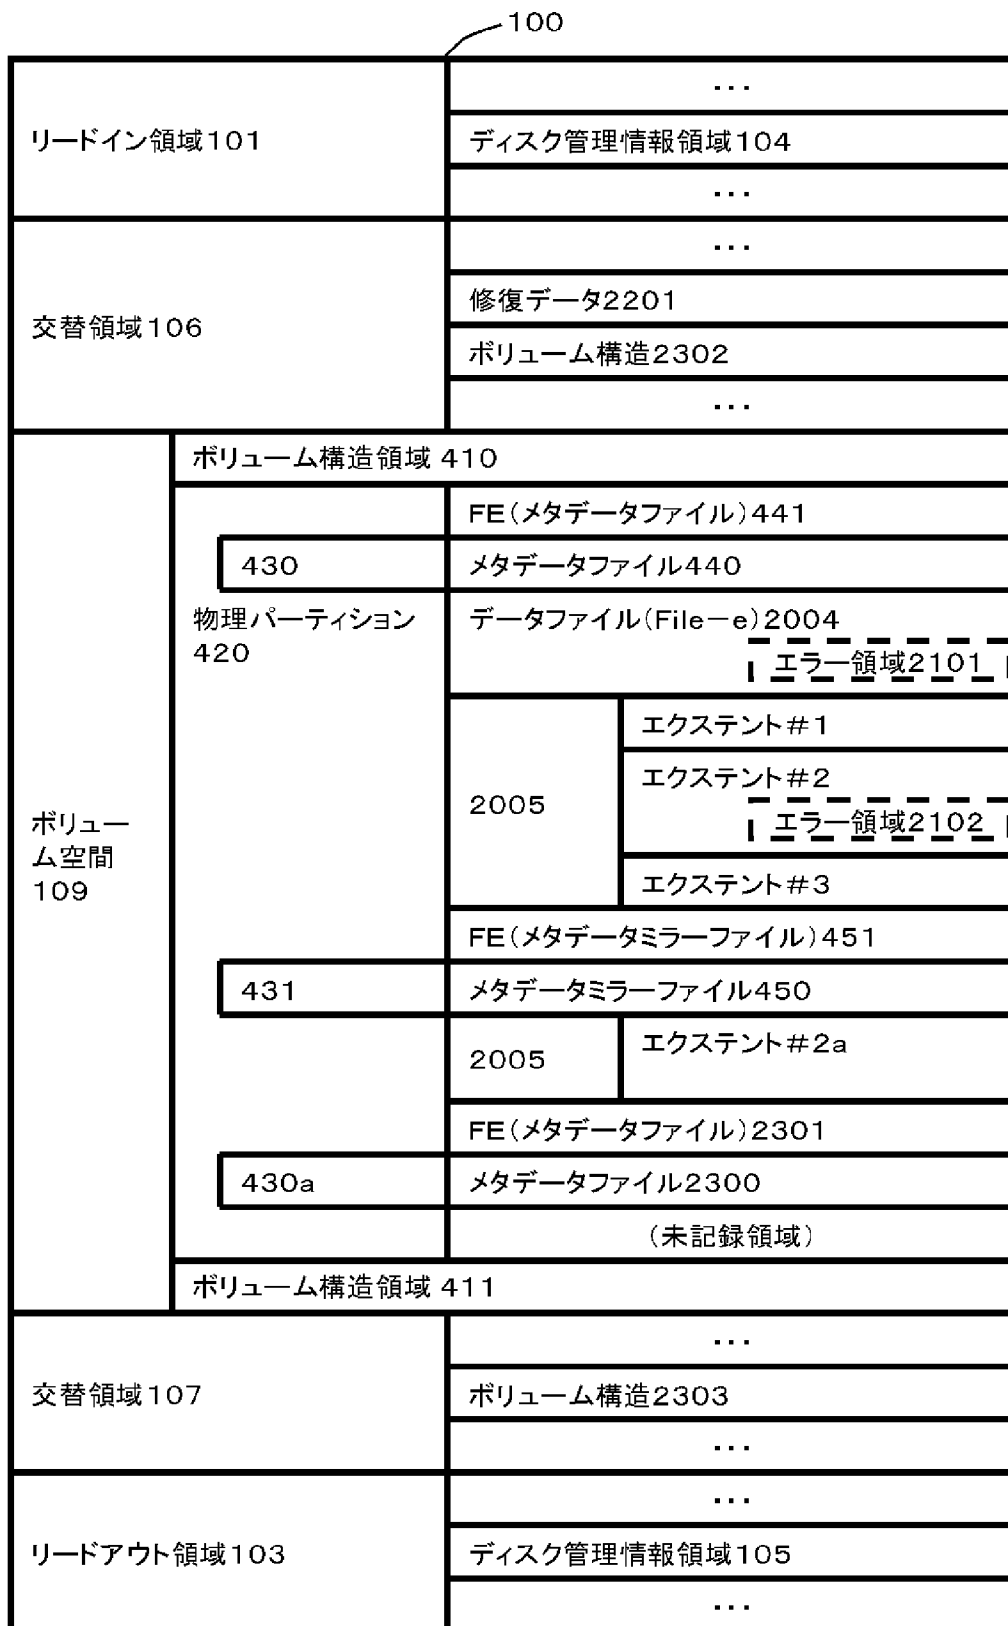 100
リードイン領域101
・・・
ディスク管理情報領域104
・・・
交替領域106
・・・
修復データ2201
ボリューム構造2302
・・・
ボリュー
ム空間
109
ボリューム構造領域 410
物理パーティション
420
FE(メタデータファイル)441
430
メタデータファイル440
データファイル(File－e)2004
エラー領域2101
2005
エクステント＃1
エクステント＃2
エラー領域2102
エクステント＃3
FE(メタデータミラーファイル)451
431
メタデータミラーファイル450
2005
エクステント＃2a
FE(メタデータファイル)2301
430a
メタデータファイル2300
(未記録領域)
ボリューム構造領域 411
交替領域107
・・・
ボリューム構造2303
・・・
リードアウト領域103
・・・
ディスク管理情報領域105
・・・